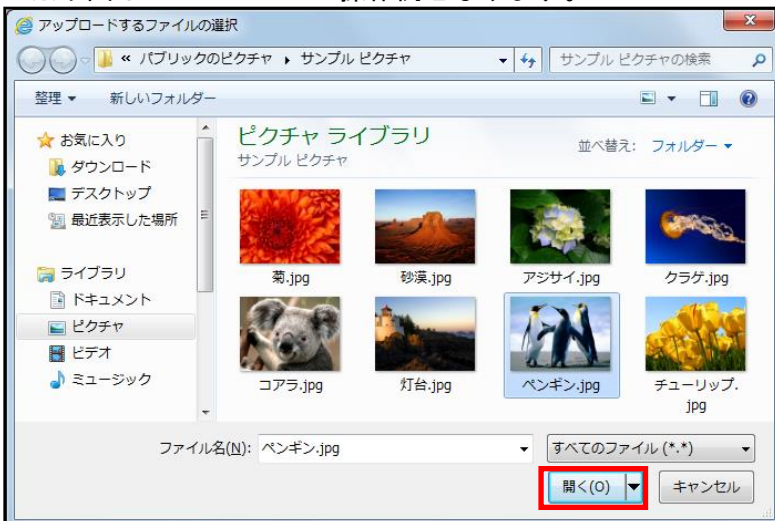 アップロードするファイルの選択
« パブリックのピクチャ ▸ サンプル ピクチャ
サンプル ピクチャの検索
整理 ▼ 新しいフォルダー
お気に入り
ダウンロード
デスクトップ
最近表示した場所
ライブラリ
ドキュメント
ピクチャ
ビデオ
ミュージック
ピクチャ ライブラリ
サンプル ピクチャ
並べ替え: フォルダー ▼
菊.jpg
砂漠.jpg
アジサイ.jpg
クラゲ.jpg
コアラ.jpg
灯台.jpg
ペンギン.jpg
チューリップ.
jpg
ファイル名(N): ペンギン.jpg
すべてのファイル (*.*)
開く(O)
キャンセル